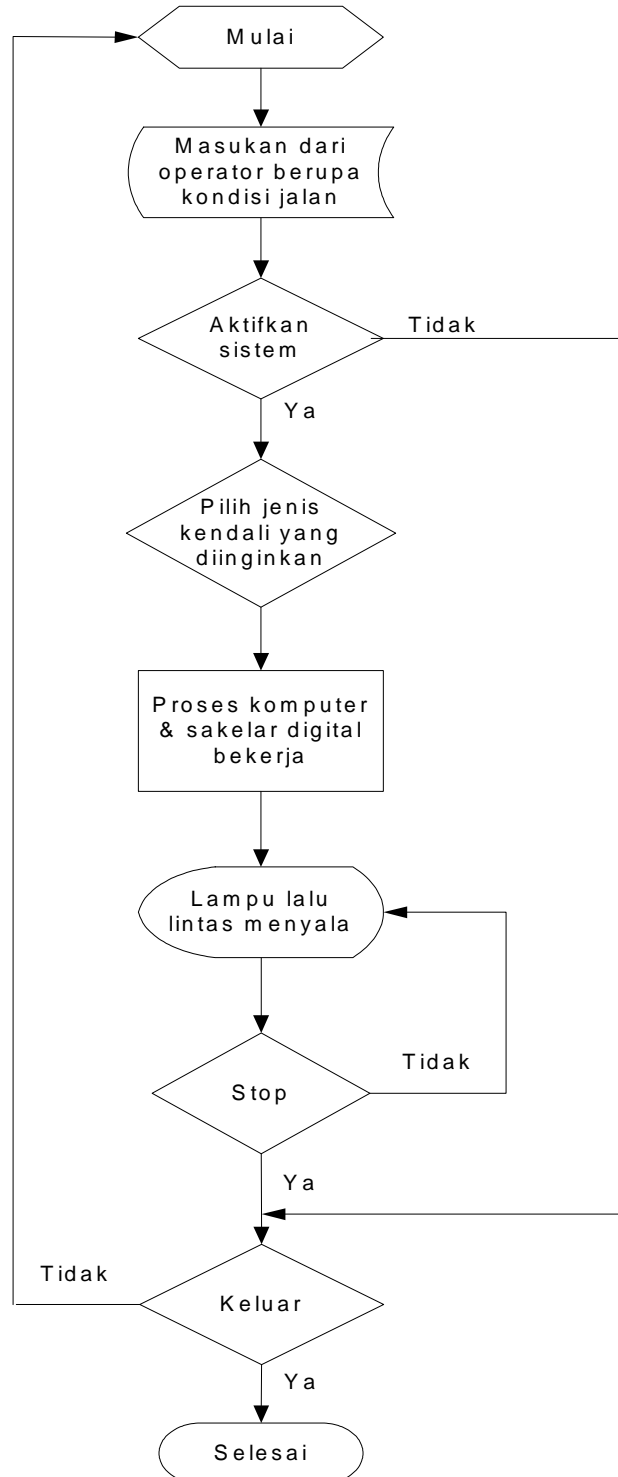 Mulai
Masukan dari
operator berupa
kondisi jalan
Aktifkan
sistem
Tidak
Ya
Pilih jenis
kendali yang
diinginkan
Proses komputer
& sakelar digital
bekerja
Lampu lalu
lintas menyala
Tidak
Stop
Ya
Tidak
Keluar
Ya
Selesai